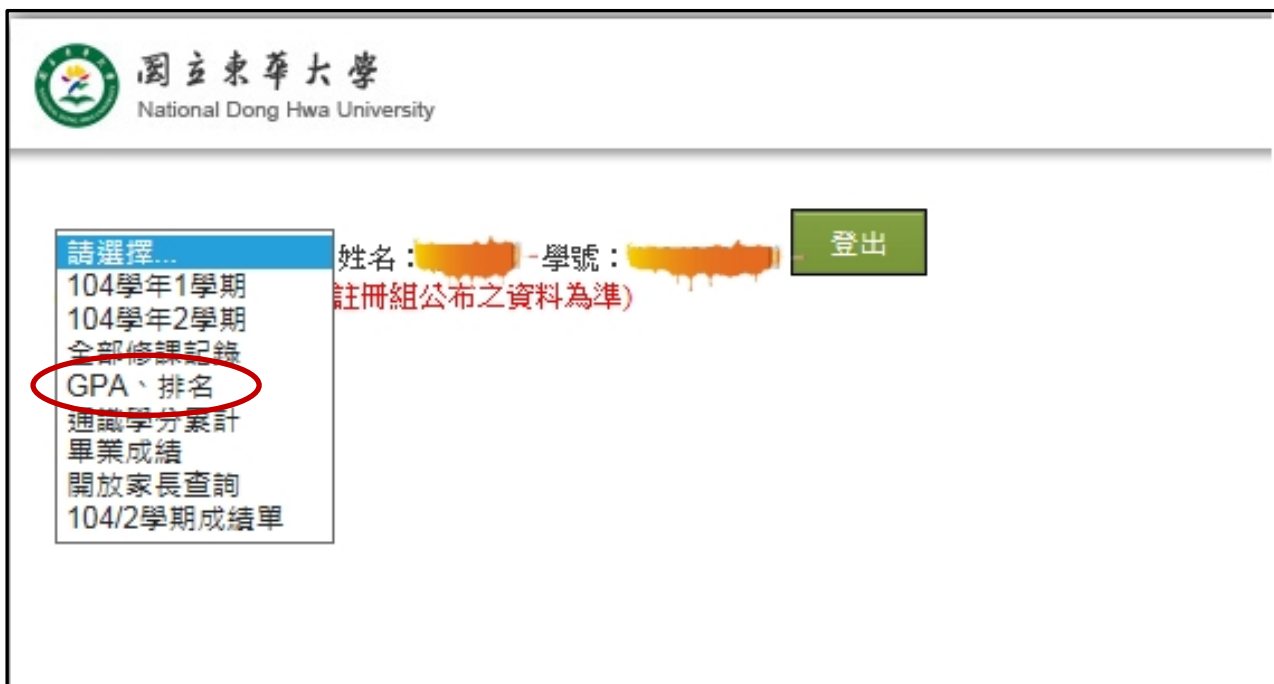 國立東華大學
National Dong Hwa University
請選擇... 姓名： - 學號： - 登出
104學年1學期 註冊組公布之資料為準)
104學年2學期
全部修課記錄
GPA、排名
通識學分累計
畢業成績
開放家長查詢
104/2學期成績單